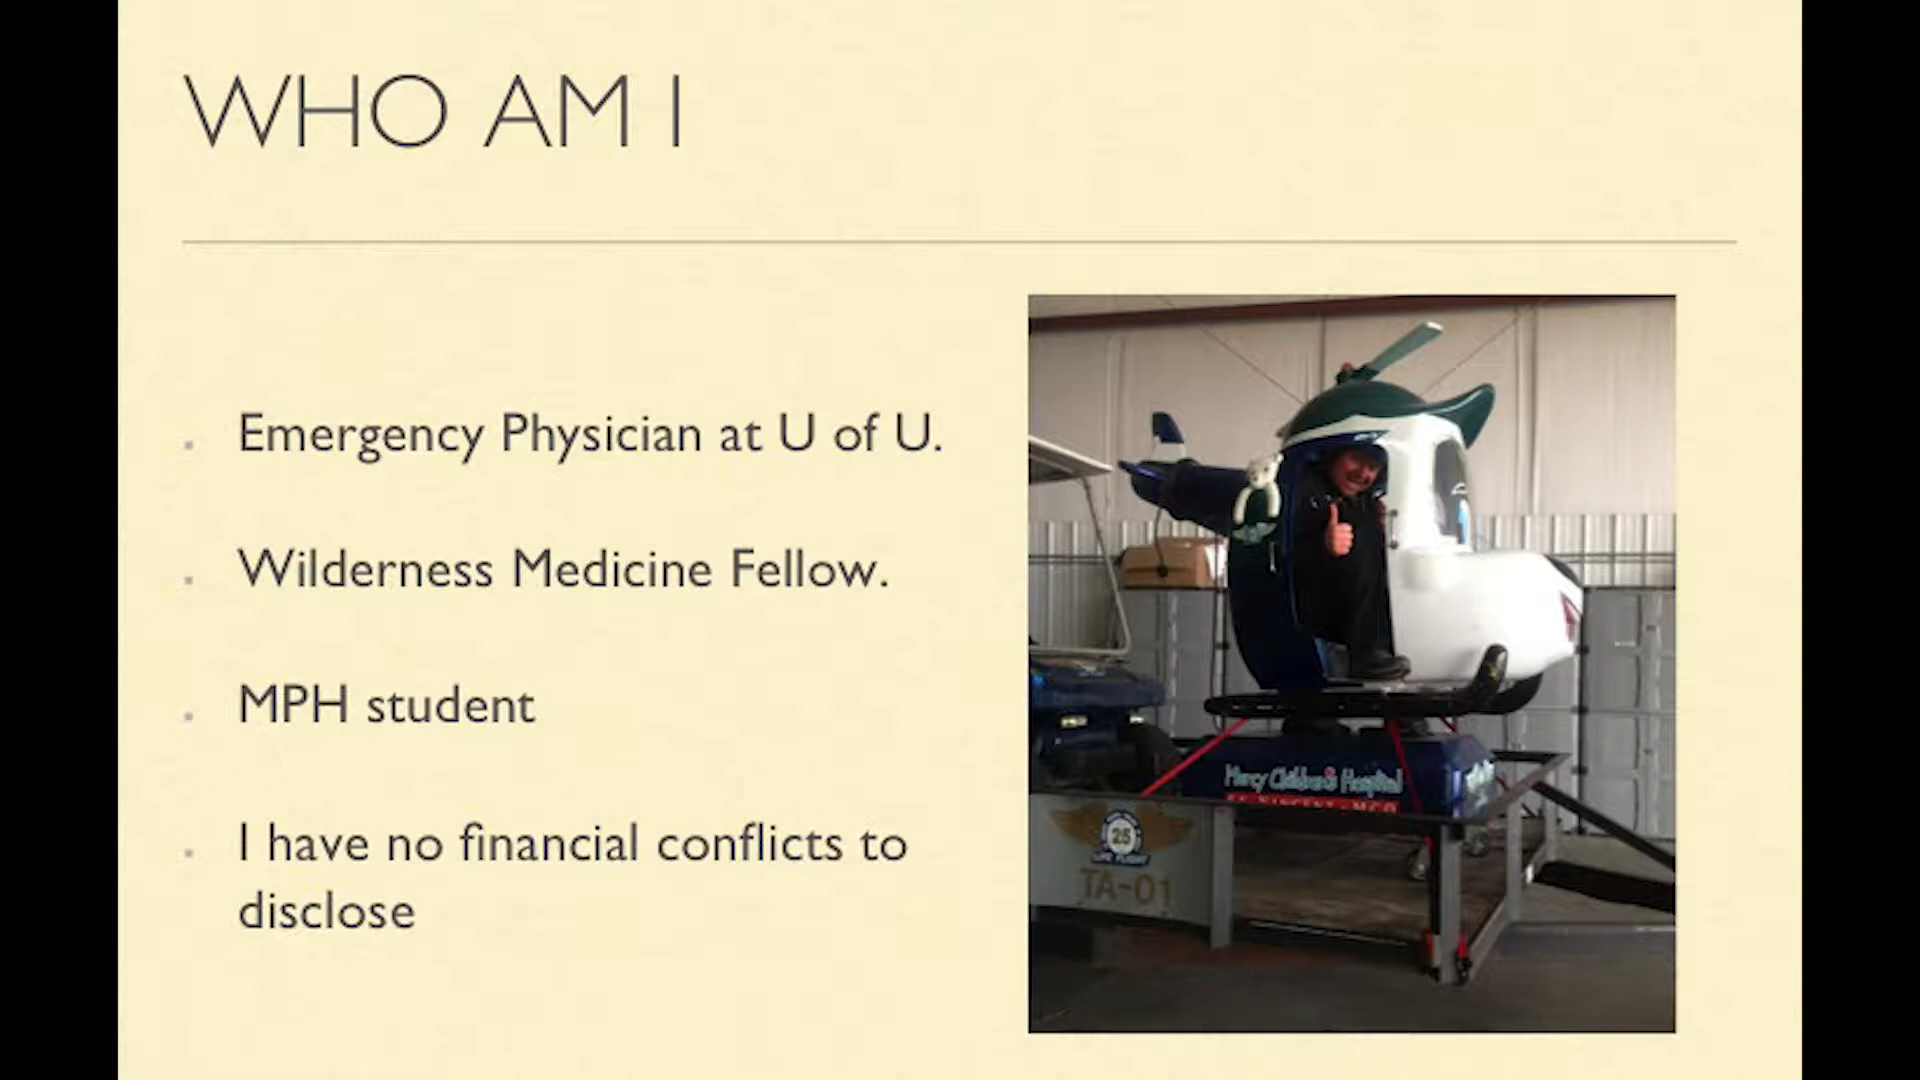 WHO AM I
Emergency Physician at U of U.
Wilderness Medicine Fellow.
MPH student
I have no financial conflicts to
disclose
Mercy Children's Hospital
25
TA-01